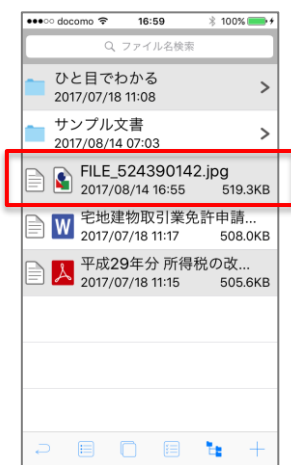 docomo 16:59 100%
ファイル名検索
ひと目でわかる
2017/07/18 11:08
サンプル文書
2017/08/14 07:03
FILE_524390142.jpg
2017/08/14 16:55 519.3KB
宅地建物取引業免許申請...
2017/07/18 11:17 508.0KB
平成29年分 所得税の改...
2017/07/18 11:15 505.6KB